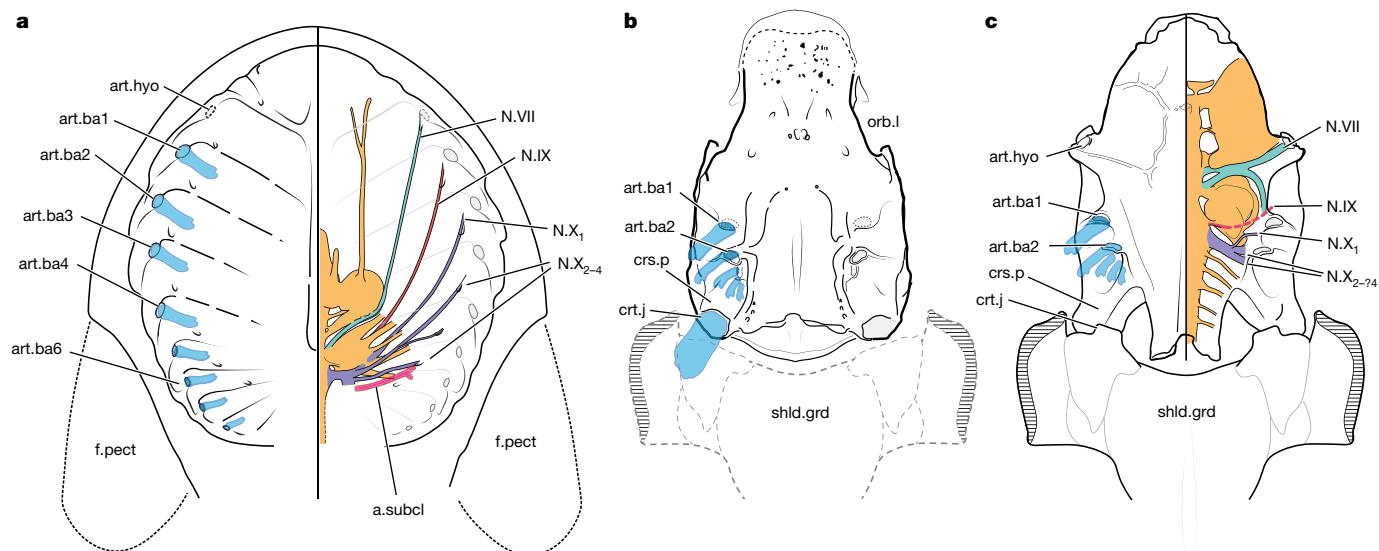 a
art.hyo
art.ba1
art.ba2
art.ba3
art.ba4
art.ba6
f.pect
N.VII
N.IX
N.X1
N.X2–4
f.pect
a.subcl
b
orb.l
art.ba1
art.ba2
crs.p
crt.j
shld.grd
c
art.hyo
art.ba1
art.ba2
crs.p
crt.j
N.VII
N.IX
N.X1
N.X2–?4
shld.grd